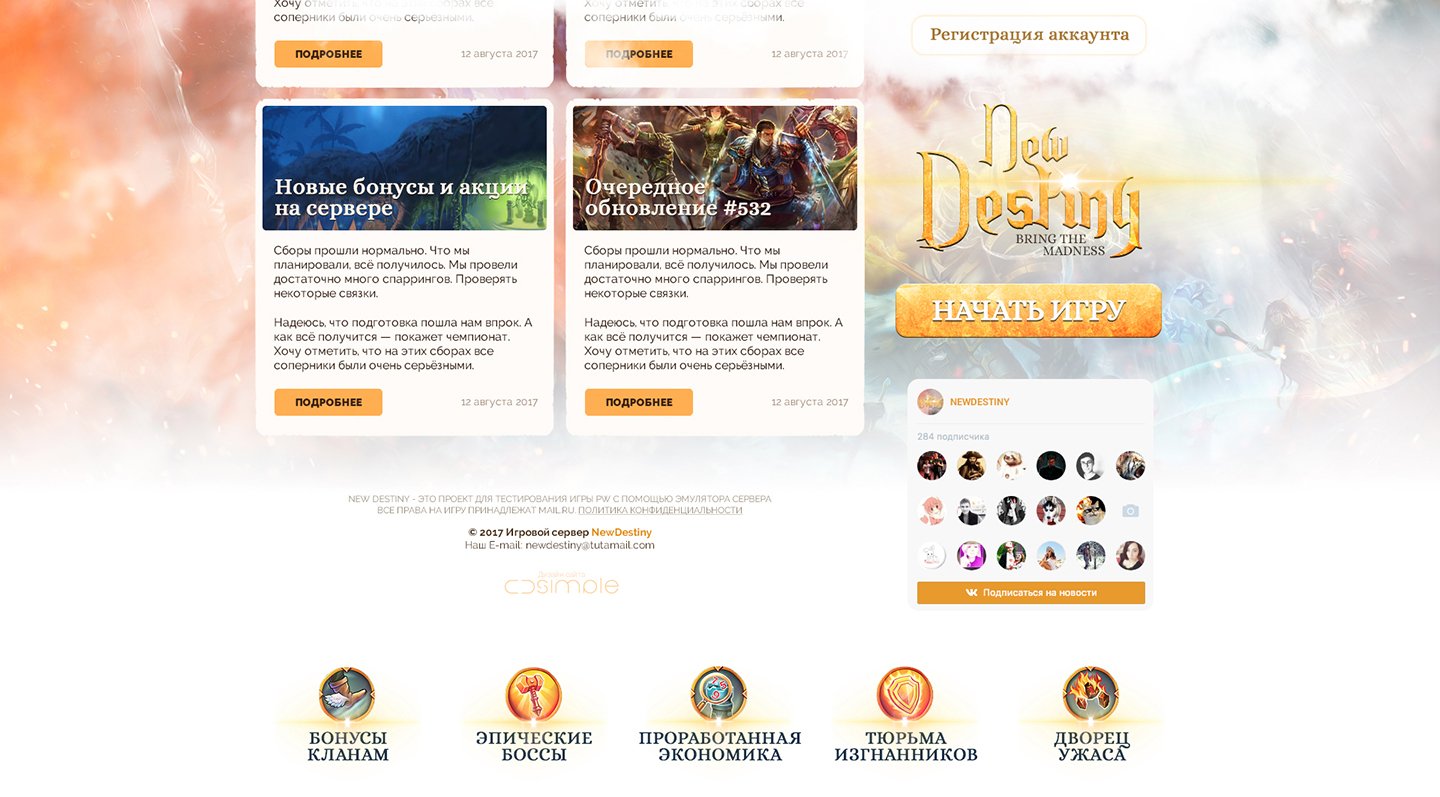 Хочу отметить, что на этих сборах все
соперники были очень серьёзными.
ПОДРОБНЕЕ
12 августа 2017
Хочу отметить, что на этих сборах все
соперники были очень серьёзными.
ПОДРОБНЕЕ
12 августа 2017
Новые бонусы и акции
на сервере
Сборы прошли нормально. Что мы
планировали, всё получилось. Мы провели
достаточно много спаррингов. Проверять
некоторые связки.
Надеюсь, что подготовка пошла нам впрок. А
как всё получится — покажет чемпионат.
Хочу отметить, что на этих сборах все
соперники были очень серьёзными.
ПОДРОБНЕЕ
12 августа 2017
Очередное
обновление #532
Сборы прошли нормально. Что мы
планировали, всё получилось. Мы провели
достаточно много спаррингов. Проверять
некоторые связки.
Надеюсь, что подготовка пошла нам впрок. А
как всё получится — покажет чемпионат.
Хочу отметить, что на этих сборах все
соперники были очень серьёзными.
ПОДРОБНЕЕ
12 августа 2017
Регистрация аккаунта
New
Destiny
BRING THE
MADNESS
НАЧАТЬ ИГРУ
NEWDESTINY
284 подписчика
Подписаться на новости
NEW DESTINY - ЭТО ПРОЕКТ ДЛЯ ТЕСТИРОВАНИЯ ИГРЫ PW С ПОМОЩЬЮ ЭМУЛЯТОРА СЕРВЕРА
ВСЕ ПРАВА НА ИГРУ ПРИНАДЛЕЖАТ MAIL.RU. ПОЛИТИКА КОНФИДЕНЦИАЛЬНОСТИ
© 2017 Игровой сервер NewDestiny
Наш E-mail: newdestiny@tutamail.com
simple
БОНУСЫ
КЛАНАМ
ЭПИЧЕСКИЕ
БОССЫ
ПРОРАБОТАННАЯ
ЭКОНОМИКА
ТЮРЬМА
ИЗГНАННИКОВ
ДВОРЕЦ
УЖАСА